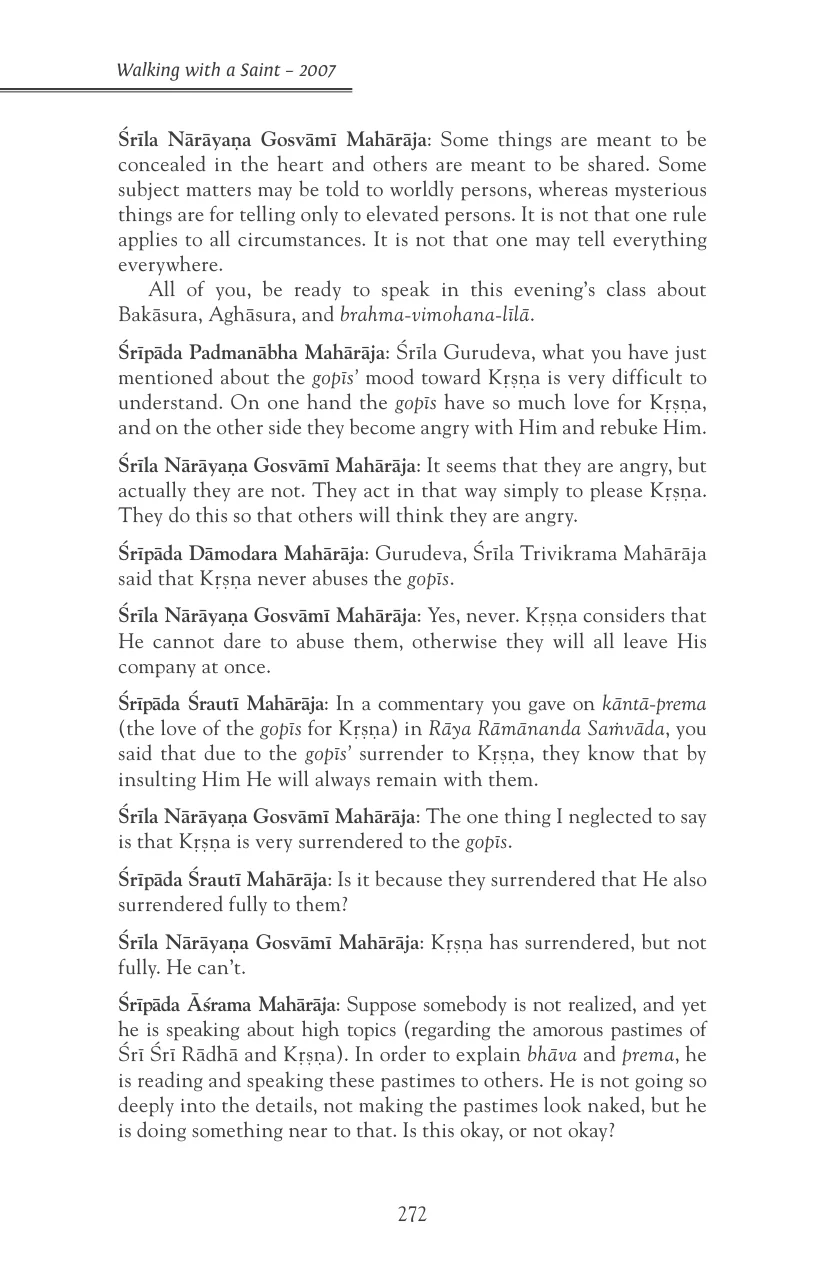 Walking with a Saint – 2007
Śrīla Nārāyaṇa Gosvāmī Mahārāja: Some things are meant to be
concealed in the heart and others are meant to be shared. Some
subject matters may be told to worldly persons, whereas mysterious
things are for telling only to elevated persons. It is not that one rule
applies to all circumstances. It is not that one may tell everything
everywhere.
All of you, be ready to speak in this evening's class about
Bakāsura, Aghāsura, and brahma-vimohana-līlā.
Śrīpāda Padmanābha Mahārāja: Śrīla Gurudeva, what you have just
mentioned about the gopīs' mood toward Kṛṣṇa is very difficult to
understand. On one hand the gopīs have so much love for Kṛṣṇa,
and on the other side they become angry with Him and rebuke Him.
Śrīla Nārāyaṇa Gosvāmī Mahārāja: It seems that they are angry, but
actually they are not. They act in that way simply to please Kṛṣṇa.
They do this so that others will think they are angry.
Śrīpāda Dāmodara Mahārāja: Gurudeva, Śrīla Trivikrama Mahārāja
said that Kṛṣṇa never abuses the gopīs.
Śrīla Nārāyaṇa Gosvāmī Mahārāja: Yes, never. Kṛṣṇa considers that
He cannot dare to abuse them, otherwise they will all leave His
company at once.
Śrīpāda Śrautī Mahārāja: In a commentary you gave on kāntā-prema
(the love of the gopīs for Kṛṣṇa) in Rāya Rāmānanda Saṁvāda, you
said that due to the gopīs' surrender to Kṛṣṇa, they know that by
insulting Him He will always remain with them.
Śrīla Nārāyaṇa Gosvāmī Mahārāja: The one thing I neglected to say
is that Kṛṣṇa is very surrendered to the gopīs.
Śrīpāda Śrautī Mahārāja: Is it because they surrendered that He also
surrendered fully to them?
Śrīla Nārāyaṇa Gosvāmī Mahārāja: Kṛṣṇa has surrendered, but not
fully. He can't.
Śrīpāda Āśrama Mahārāja: Suppose somebody is not realized, and yet
he is speaking about high topics (regarding the amorous pastimes of
Śrī Śrī Rādhā and Kṛṣṇa). In order to explain bhāva and prema, he
is reading and speaking these pastimes to others. He is not going so
deeply into the details, not making the pastimes look naked, but he
is doing something near to that. Is this okay, or not okay?
272